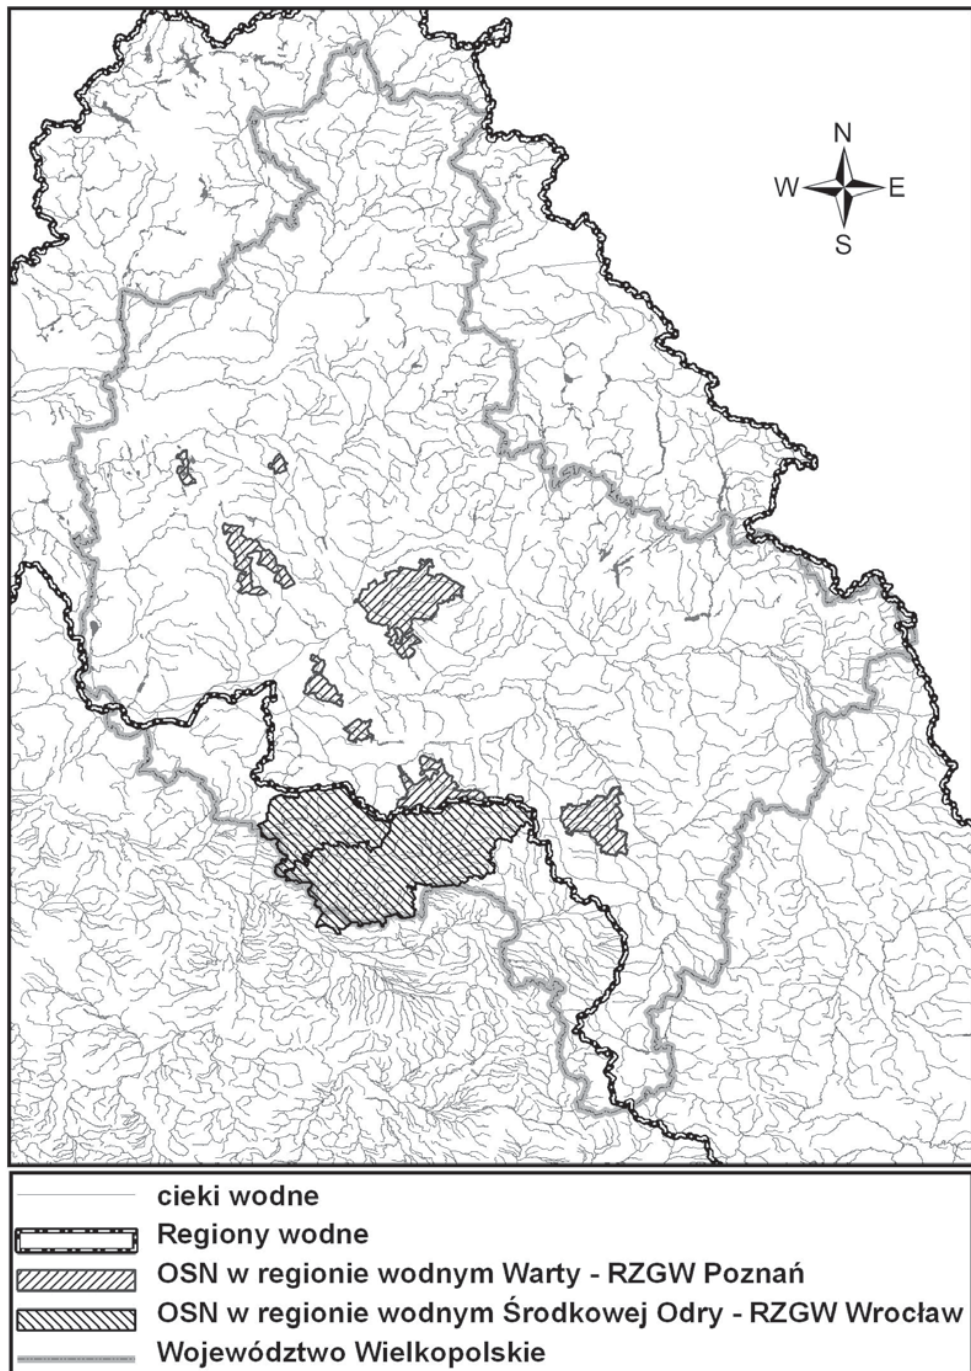 N
W E
S
cieki wodne
Regiony wodne
OSN w regionie wodnym Warty - RZGW Poznań
OSN w regionie wodnym Środkowej Odry - RZGW Wrocław
Województwo Wielkopolskie